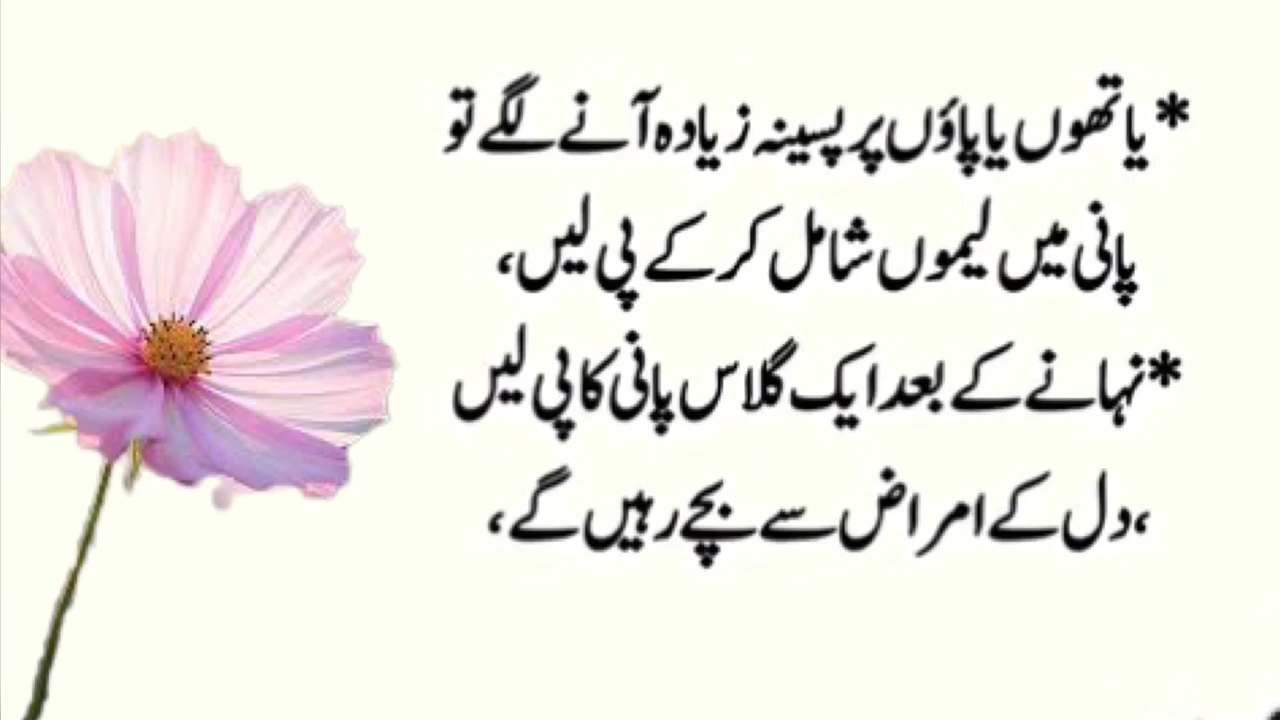 * یاتھوں یا پاؤں پر پسینہ زیادہ آنے لگے تو
پانی میں لیموں شامل کر کے پی لیں،
*نہانے کے بعد ایک گلاس پانی کا پی لیں
،دل کے امراض سے بچے رہیں گے،